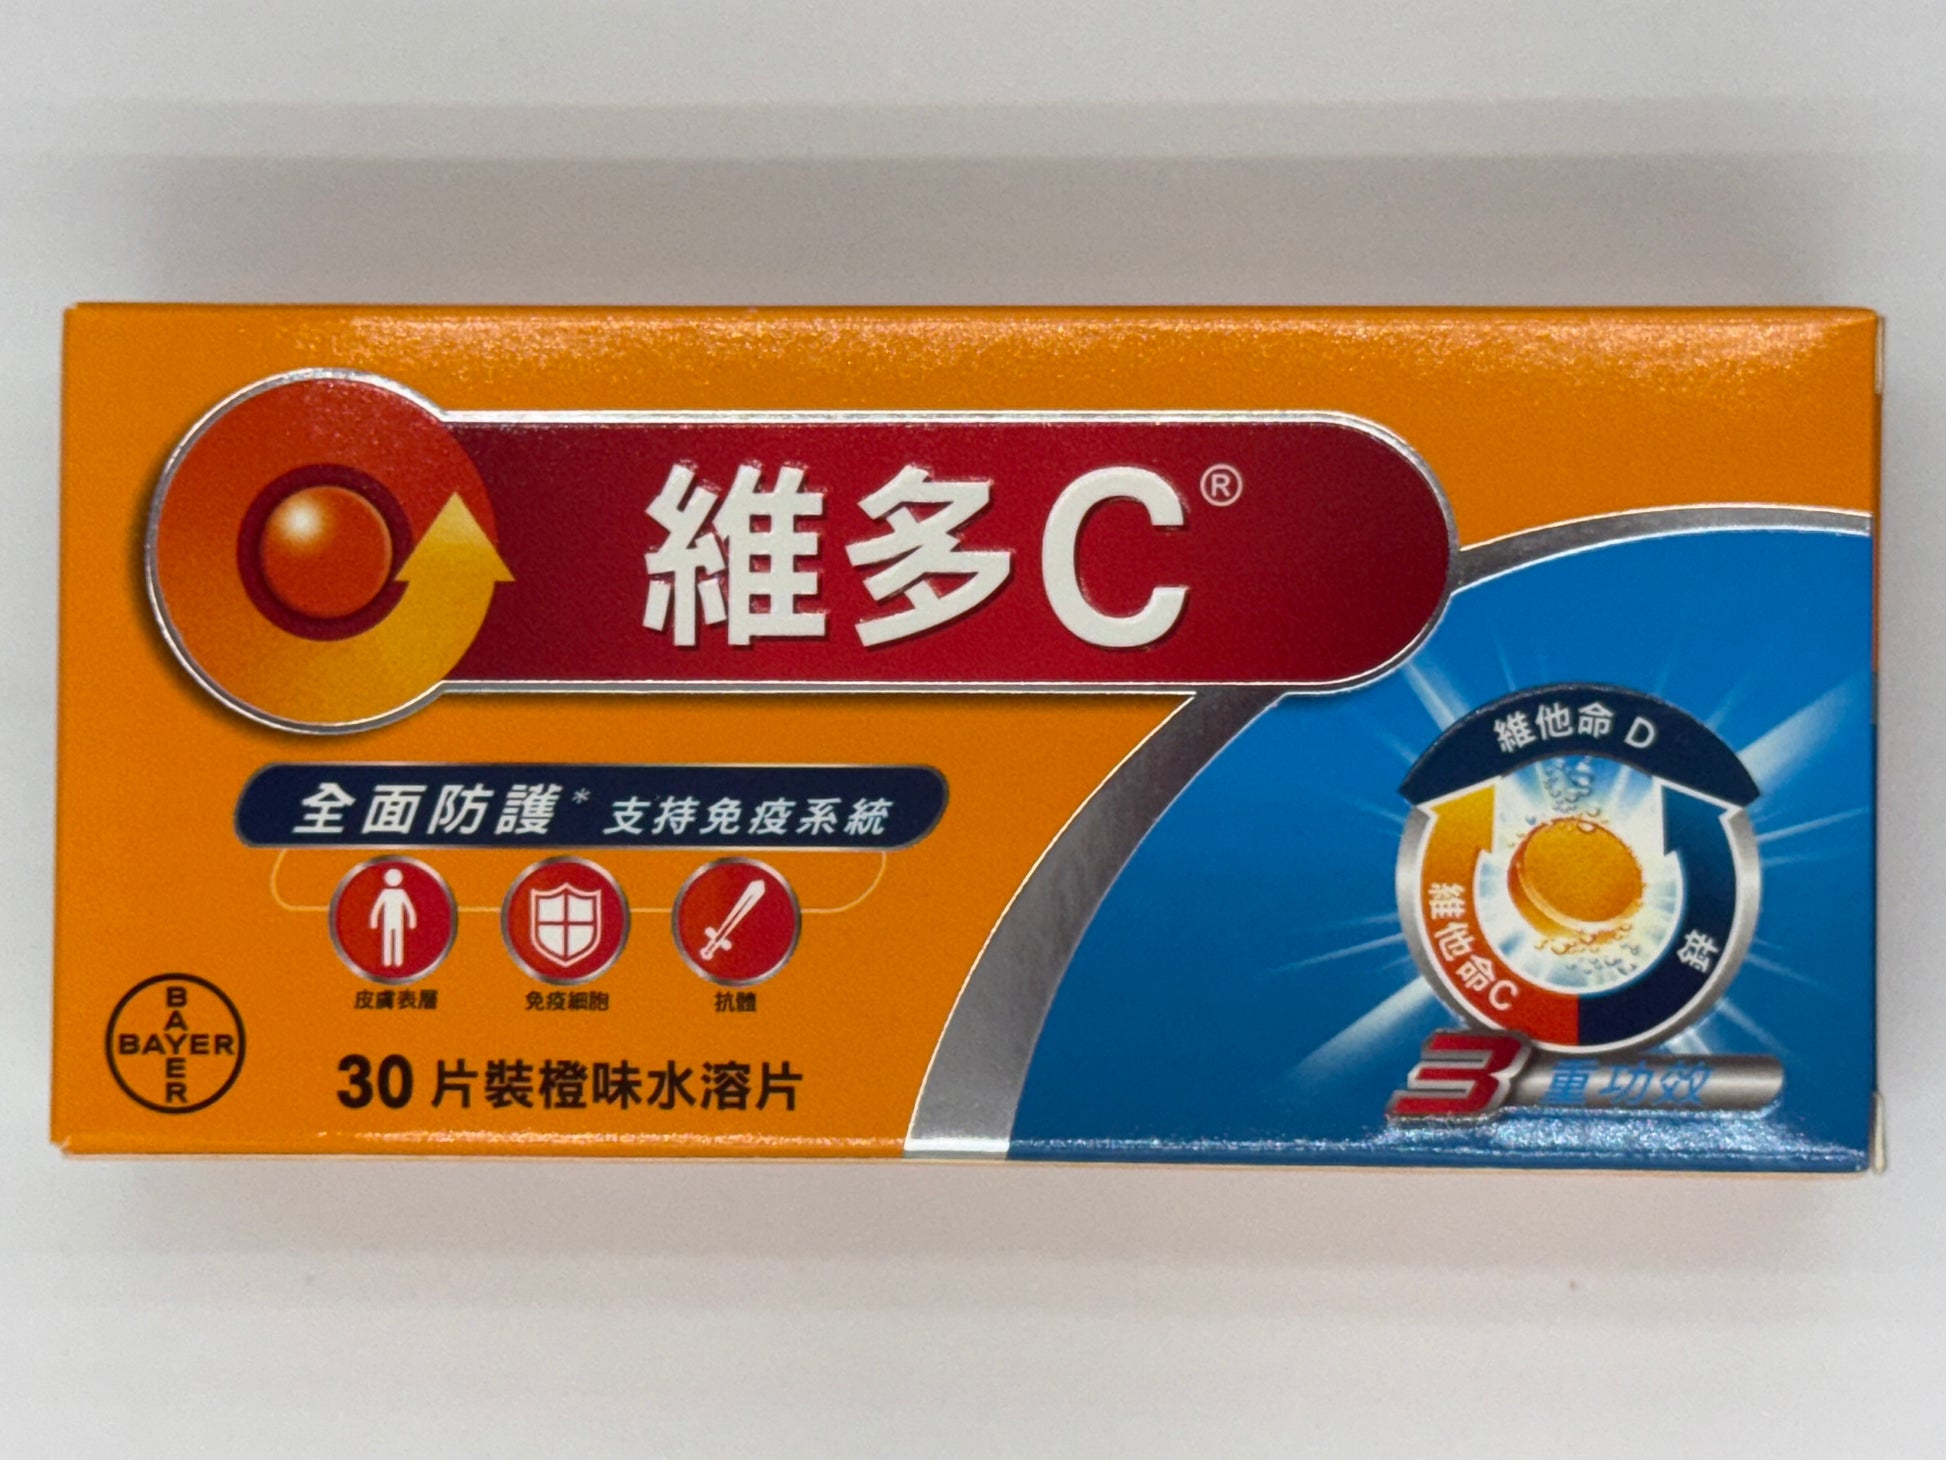 維多C®
全面防護* 支持免疫系統
皮膚表層 免疫細胞 抗體
30片裝橙味水溶片
BAYER
BAYER
維他命 D
維他命C
鋅
3重功效